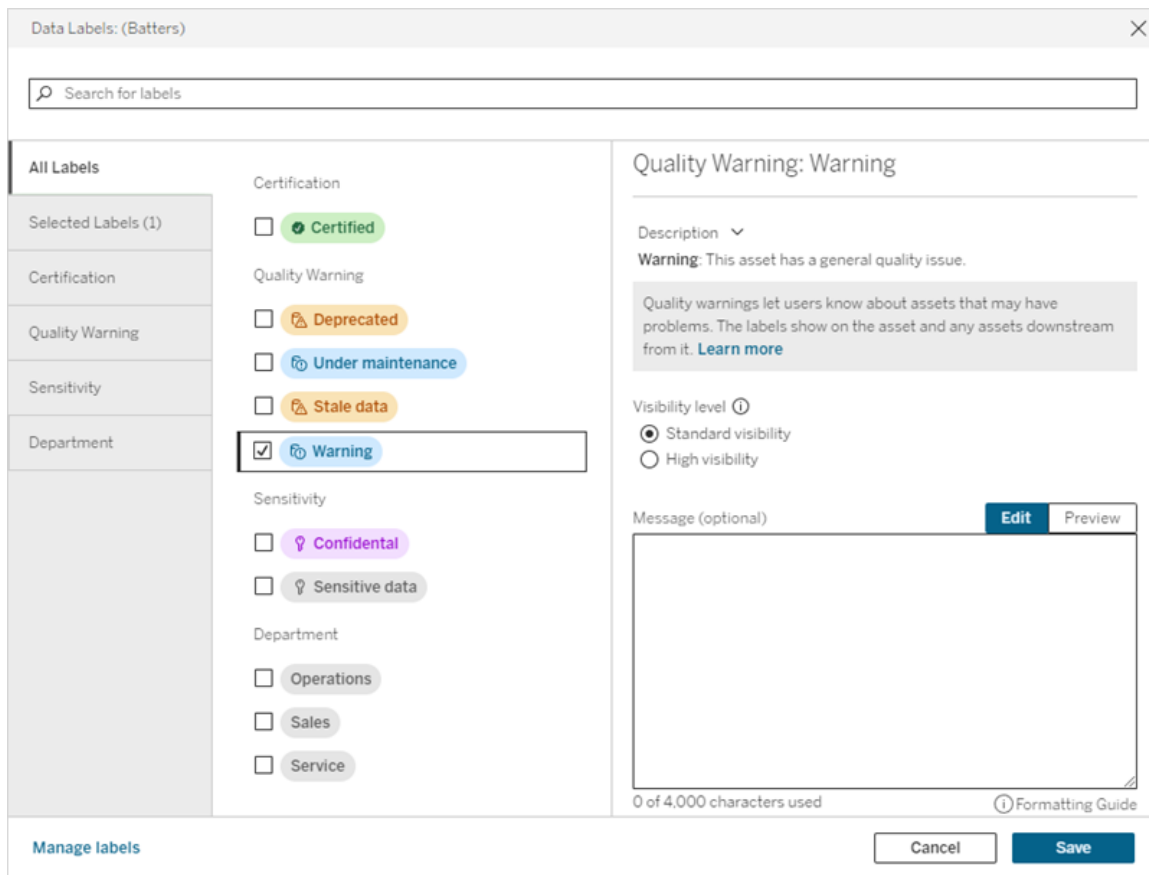 Data Labels: (Batters)
Search for labels
All Labels
Selected Labels (1)
Certification
Quality Warning
Sensitivity
Department
Certification
Certified
Quality Warning
Deprecated
Under maintenance
Stale data
Warning
Sensitivity
Confidental
Sensitive data
Department
Operations
Sales
Service
Quality Warning: Warning
Description
Warning: This asset has a general quality issue.
Quality warnings let users know about assets that may have
problems. The labels show on the asset and any assets downstream
from it. Learn more
Visibility level
Standard visibility
High visibility
Message (optional)
Edit
Preview
0 of 4,000 characters used
Formatting Guide
Manage labels
Cancel
Save